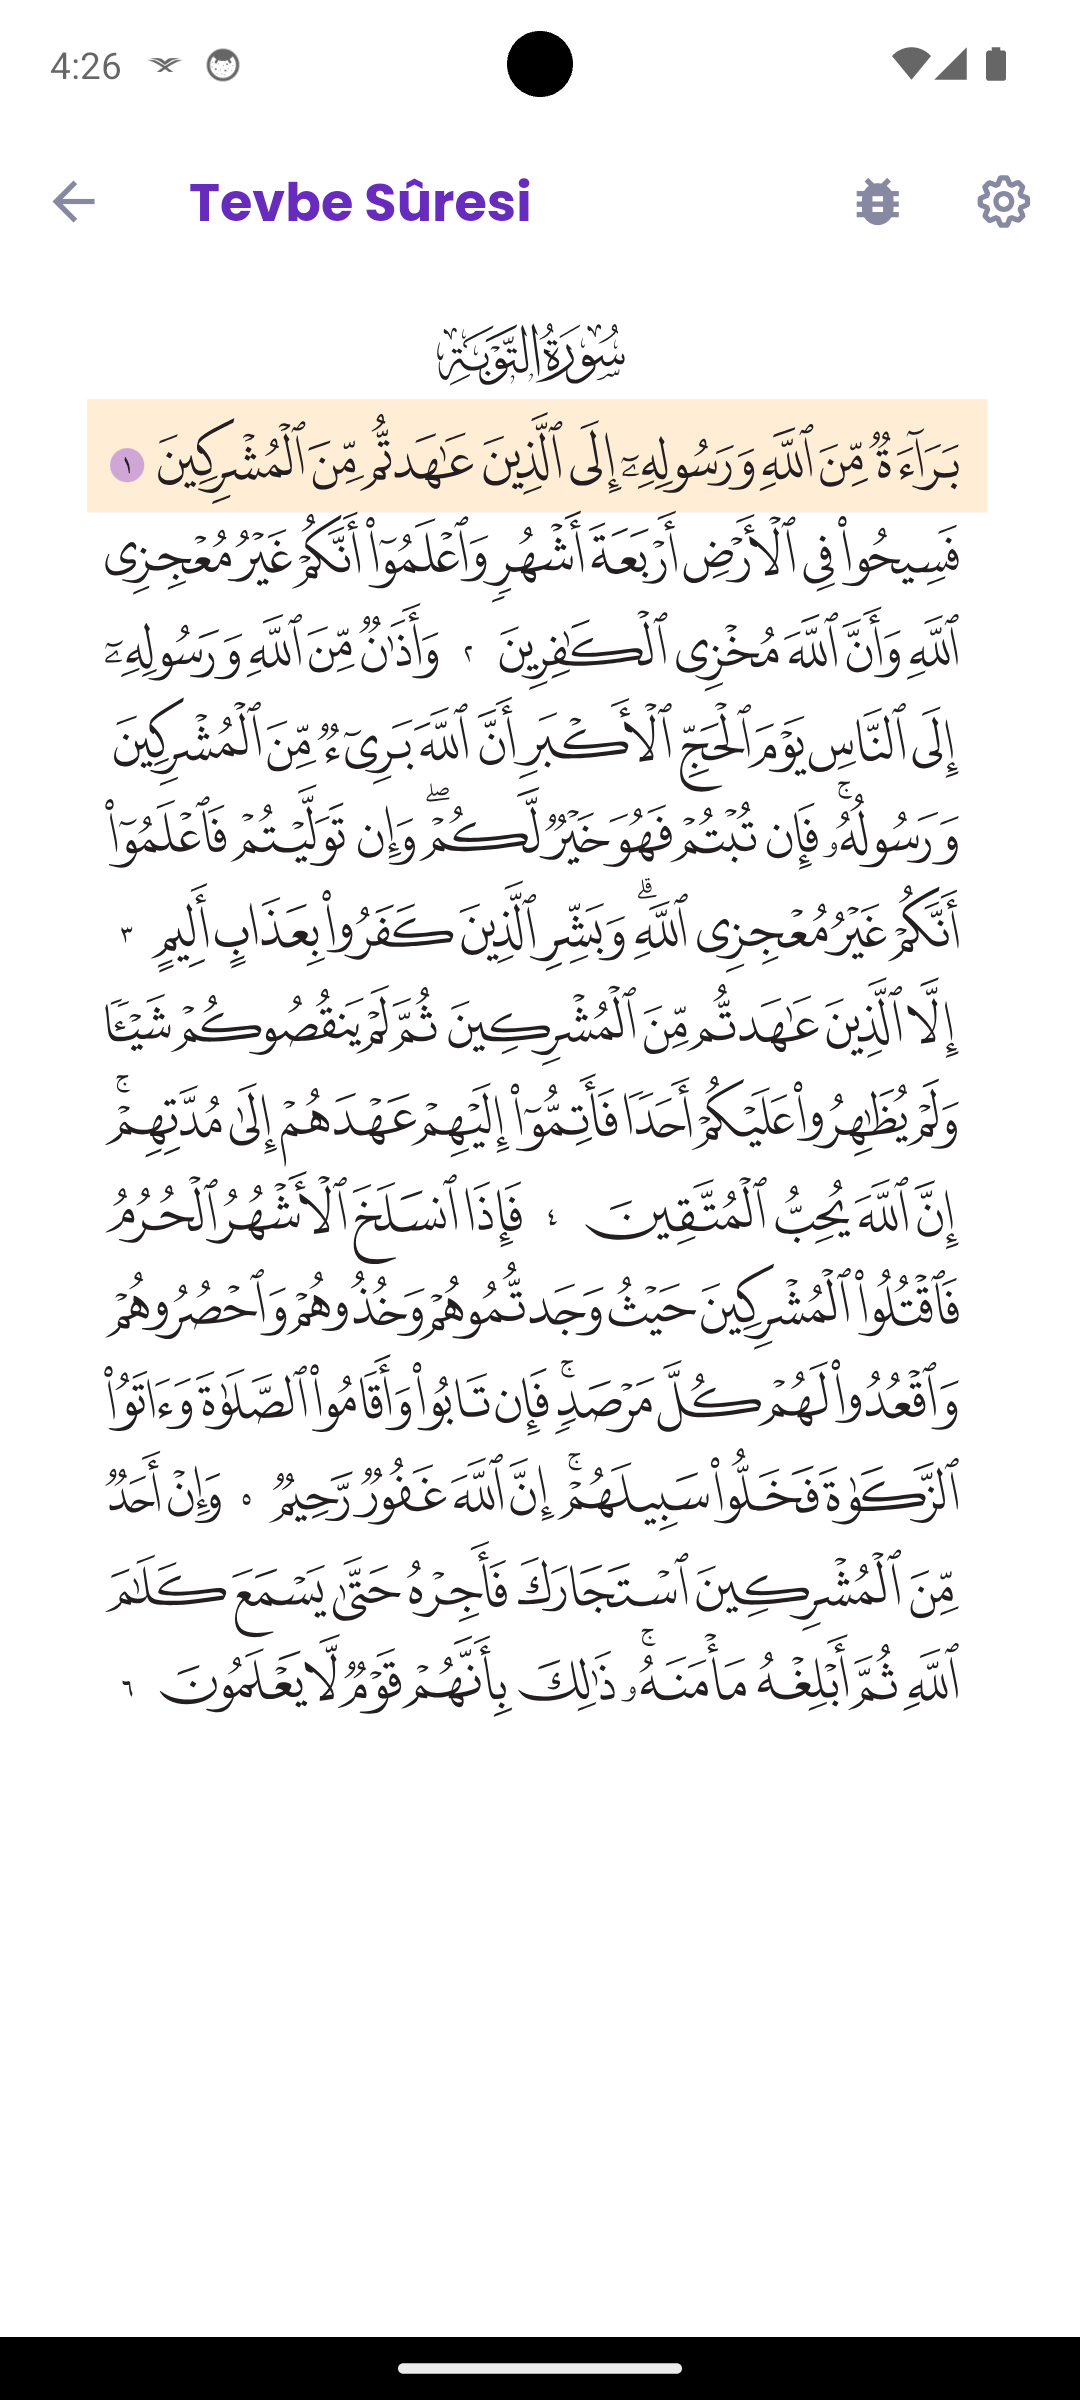 4:26
Tevbe Sûresi
سُورَةُ التَّوْبَةِ
بَرَآءَةٌ مِّنَ ٱللَّهِ وَرَسُولِهِۦٓ إِلَى ٱلَّذِينَ عَٰهَدتُّم مِّنَ ٱلْمُشْرِكِينَ ١
فَسِيحُوا۟ فِى ٱلْأَرْضِ أَرْبَعَةَ أَشْهُرٍ وَٱعْلَمُوٓا۟ أَنَّكُمْ غَيْرُ مُعْجِزِى
ٱللَّهِ وَأَنَّ ٱللَّهَ مُخْزِى ٱلْكَٰفِرِينَ ٢ وَأَذَٰنٌ مِّنَ ٱللَّهِ وَرَسُولِهِۦٓ
إِلَى ٱلنَّاسِ يَوْمَ ٱلْحَجِّ ٱلْأَكْبَرِ أَنَّ ٱللَّهَ بَرِىٓءٌ مِّنَ ٱلْمُشْرِكِينَ
وَرَسُولُهُۥ ۚ فَإِن تُبْتُمْ فَهُوَ خَيْرٌ لَّكُمْ ۖ وَإِن تَوَلَّيْتُمْ فَٱعْلَمُوٓا۟
أَنَّكُمْ غَيْرُ مُعْجِزِى ٱللَّهِ ۗ وَبَشِّرِ ٱلَّذِينَ كَفَرُوا۟ بِعَذَابٍ أَلِيمٍ ٣
إِلَّا ٱلَّذِينَ عَٰهَدتُّم مِّنَ ٱلْمُشْرِكِينَ ثُمَّ لَمْ يَنقُصُوكُمْ شَيْـًٔا
وَلَمْ يُظَٰهِرُوا۟ عَلَيْكُمْ أَحَدًا فَأَتِمُّوٓا۟ إِلَيْهِمْ عَهْدَهُمْ إِلَىٰ مُدَّتِهِمْ ۚ
إِنَّ ٱللَّهَ يُحِبُّ ٱلْمُتَّقِينَ ٤ فَإِذَا ٱنسَلَخَ ٱلْأَشْهُرُ ٱلْحُرُمُ
فَٱقْتُلُوا۟ ٱلْمُشْرِكِينَ حَيْثُ وَجَدتُّمُوهُمْ وَخُذُوهُمْ وَٱحْصُرُوهُمْ
وَٱقْعُدُوا۟ لَهُمْ كُلَّ مَرْصَدٍ ۚ فَإِن تَابُوا۟ وَأَقَامُوا۟ ٱلصَّلَوٰةَ وَءَاتَوُا۟
ٱلزَّكَوٰةَ فَخَلُّوا۟ سَبِيلَهُمْ ۚ إِنَّ ٱللَّهَ غَفُورٌ رَّحِيمٌ ٥ وَإِنْ أَحَدٌ
مِّنَ ٱلْمُشْرِكِينَ ٱسْتَجَارَكَ فَأَجِرْهُ حَتَّىٰ يَسْمَعَ كَلَٰمَ
ٱللَّهِ ثُمَّ أَبْلِغْهُ مَأْمَنَهُۥ ۚ ذَٰلِكَ بِأَنَّهُمْ قَوْمٌ لَّا يَعْلَمُونَ ٦